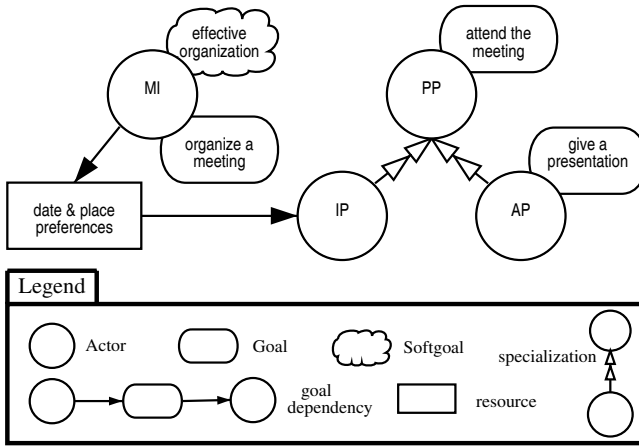 effective
organization
MI
organize a
meeting
date & place
preferences
attend the
meeting
PP
give a
presentation
IP
AP
Legend
Actor
Goal
Softgoal
specialization
goal
dependency
resource